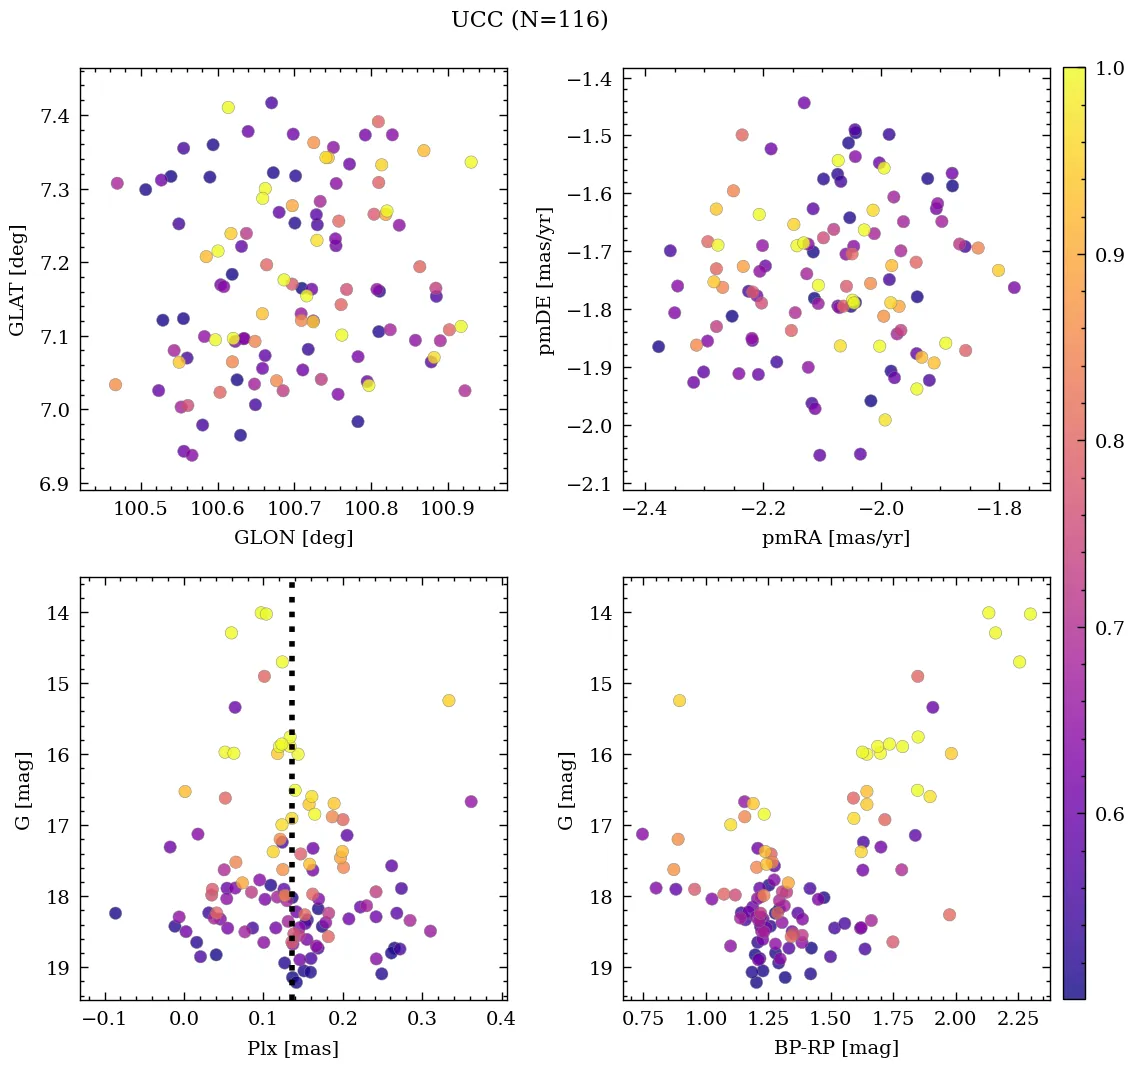 UCC (N=116)
7.4
7.3
7.2
7.1
7.0
6.9
GLAT [deg]
100.5 100.6 100.7 100.8 100.9
GLON [deg]
−1.4
−1.5
−1.6
−1.7
−1.8
−1.9
−2.0
−2.1
pmDE [mas/yr]
−2.4 −2.2 −2.0 −1.8
pmRA [mas/yr]
1.0
0.9
0.8
0.7
0.6
14
15
16
17
18
19
G [mag]
−0.1 0.0 0.1 0.2 0.3 0.4
Plx [mas]
14
15
16
17
18
19
G [mag]
0.75 1.00 1.25 1.50 1.75 2.00 2.25
BP-RP [mag]